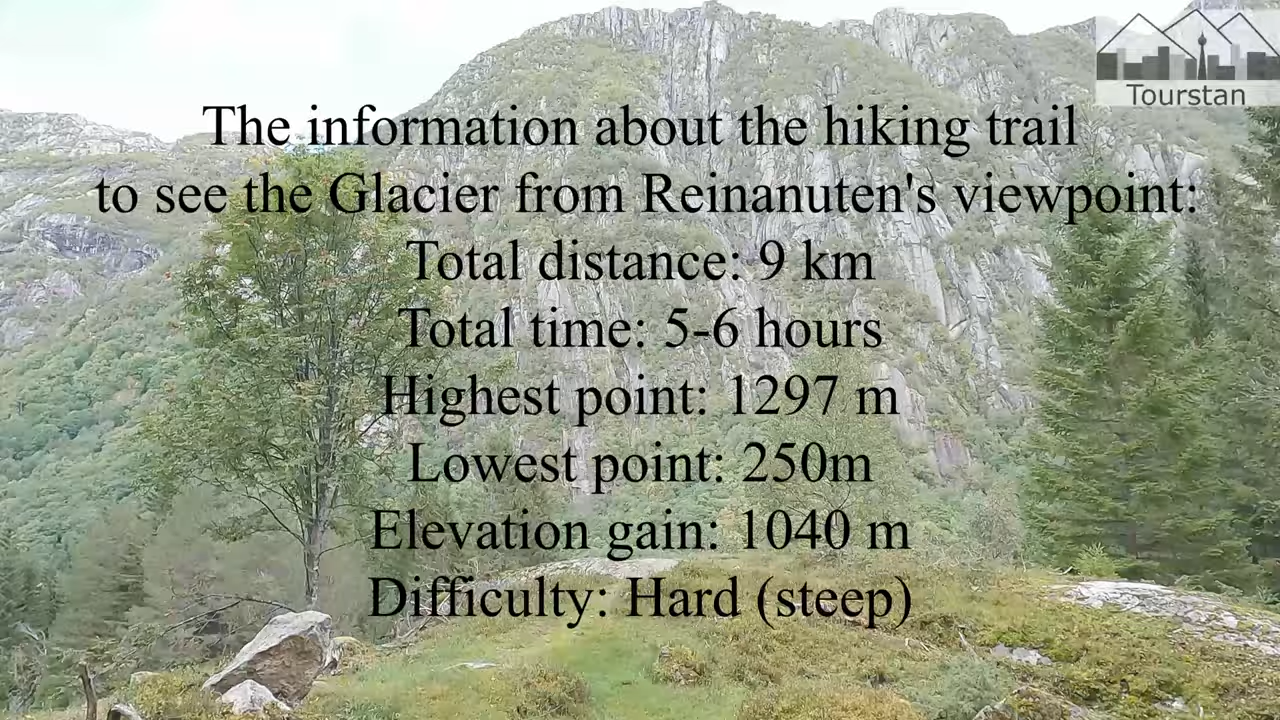 Tourstan
The information about the hiking trail
to see the Glacier from Reinanuten's viewpoint:
Total distance: 9 km
Total time: 5-6 hours
Highest point: 1297 m
Lowest point: 250m
Elevation gain: 1040 m
Difficulty: Hard (steep)